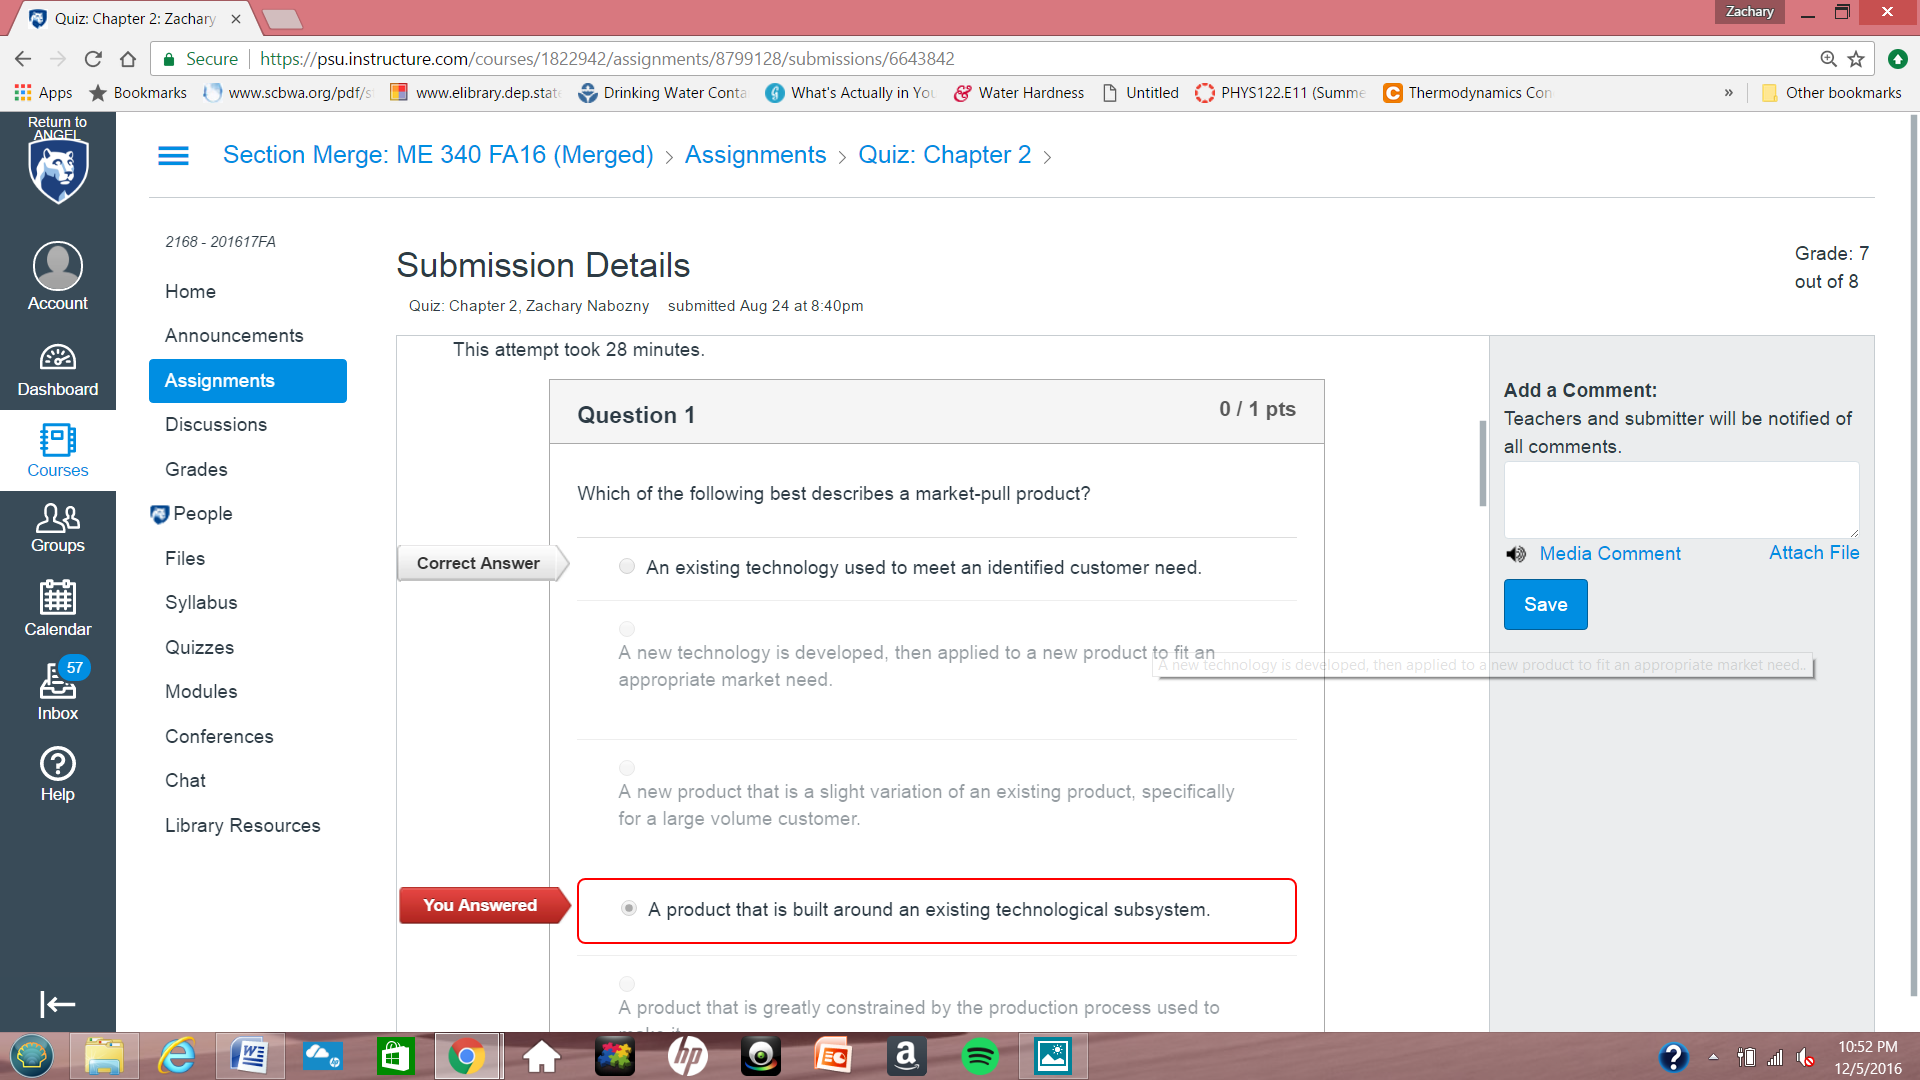 Quiz: Chapter 2: Zachary
Zachary
Secure
https://psu.instructure.com/courses/1822942/assignments/8799128/submissions/6643842
Apps
Bookmarks
www.scbwa.org/pdf/s
www.elibrary.dep.stat
Drinking Water Conta
What's Actually in You
Water Hardness
Untitled
PHYS122.E11 (Summe
Thermodynamics Con
»
Other bookmarks
Return to
ANGEL
Account
Dashboard
Courses
Groups
Calendar
57
Inbox
Help
Section Merge: ME 340 FA16 (Merged) > Assignments > Quiz: Chapter 2 >
2168 - 201617FA
Home
Announcements
Assignments
Discussions
Grades
People
Files
Syllabus
Quizzes
Modules
Conferences
Chat
Library Resources
Submission Details
Quiz: Chapter 2, Zachary Nabozny submitted Aug 24 at 8:40pm
Grade: 7
out of 8
This attempt took 28 minutes.
Question 1
0 / 1 pts
Which of the following best describes a market-pull product?
Correct Answer
An existing technology used to meet an identified customer need.
A new technology is developed, then applied to a new product to fit an
appropriate market need.
A new technology is developed, then applied to a new product to fit an appropriate market need..
A new product that is a slight variation of an existing product, specifically
for a large volume customer.
You Answered
A product that is built around an existing technological subsystem.
A product that is greatly constrained by the production process used to
make it.
Add a Comment:
Teachers and submitter will be notified of
all comments.
Media Comment
Attach File
Save
hp
10:52 PM
12/5/2016